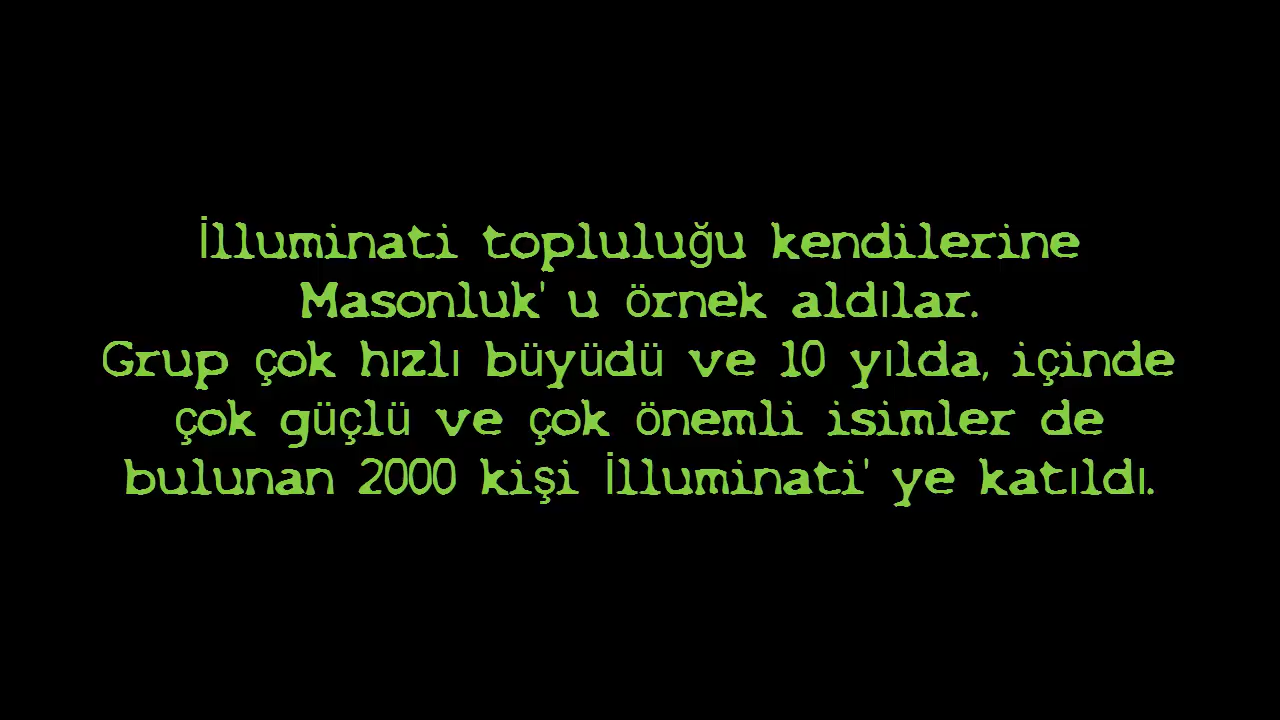 İlluminati topluluğu kendilerine
Masonluk' u örnek aldılar.
Grup çok hızlı büyüdü ve 10 yılda, içinde
çok güçlü ve çok önemli isimler de
bulunan 2000 kişi İlluminati' ye katıldı.